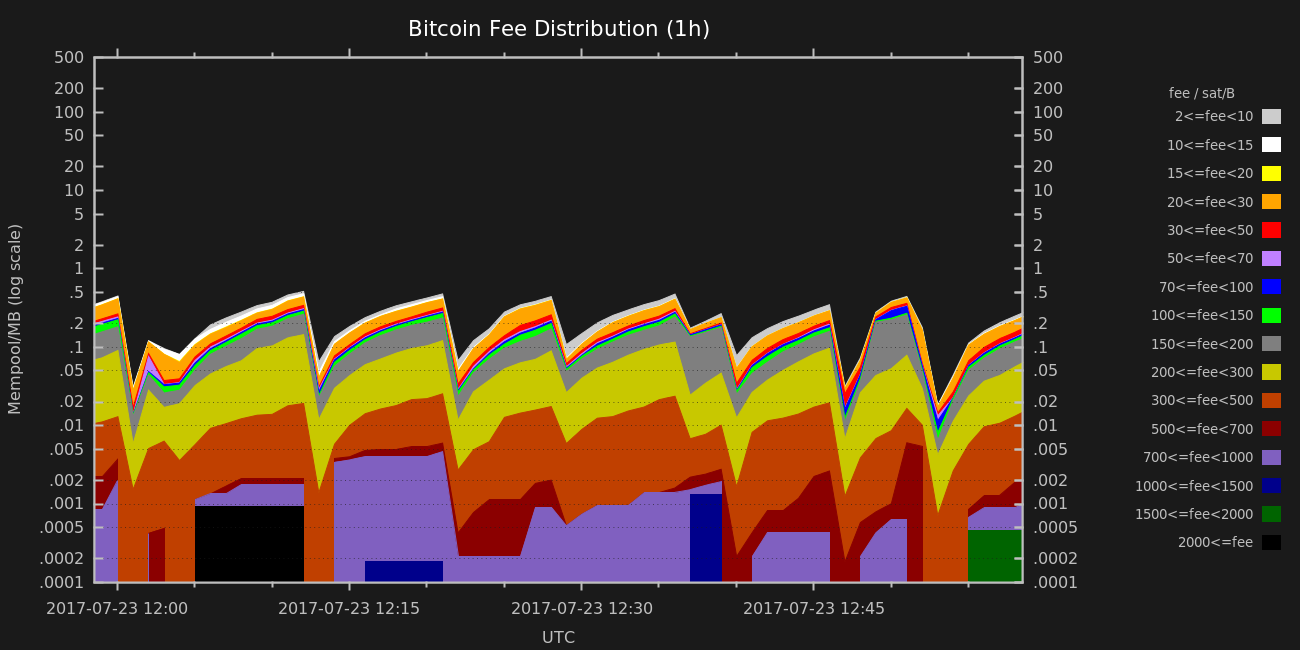 Bitcoin Fee Distribution (1h)
Mempool/MB (log scale)
500
200
100
50
20
10
5
2
1
.5
.2
.1
.05
.02
.01
.005
.002
.001
.0005
.0002
.0001
500
200
100
50
20
10
5
2
1
.5
.2
.1
.05
.02
.01
.005
.002
.001
.0005
.0002
.0001
2017-07-23 12:00
2017-07-23 12:15
2017-07-23 12:30
2017-07-23 12:45
UTC
fee / sat/B
2<=fee<10
10<=fee<15
15<=fee<20
20<=fee<30
30<=fee<50
50<=fee<70
70<=fee<100
100<=fee<150
150<=fee<200
200<=fee<300
300<=fee<500
500<=fee<700
700<=fee<1000
1000<=fee<1500
1500<=fee<2000
2000<=fee